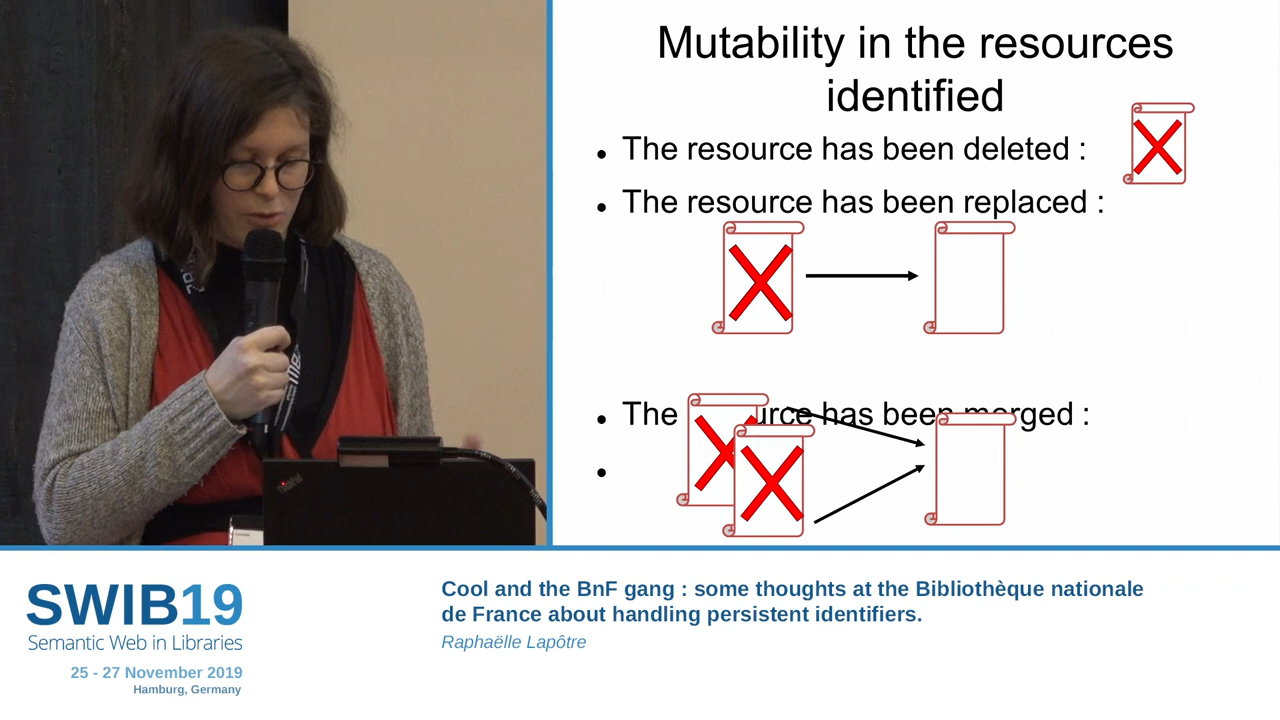 Mutability in the resources
identified
The resource has been deleted :
The resource has been replaced :
The urce has been merged :
SWIB19
Semantic Web in Libraries
25 - 27 November 2019
Hamburg, Germany
Cool and the BnF gang : some thoughts at the Bibliothèque nationale
de France about handling persistent identifiers.
Raphaëlle Lapôtre